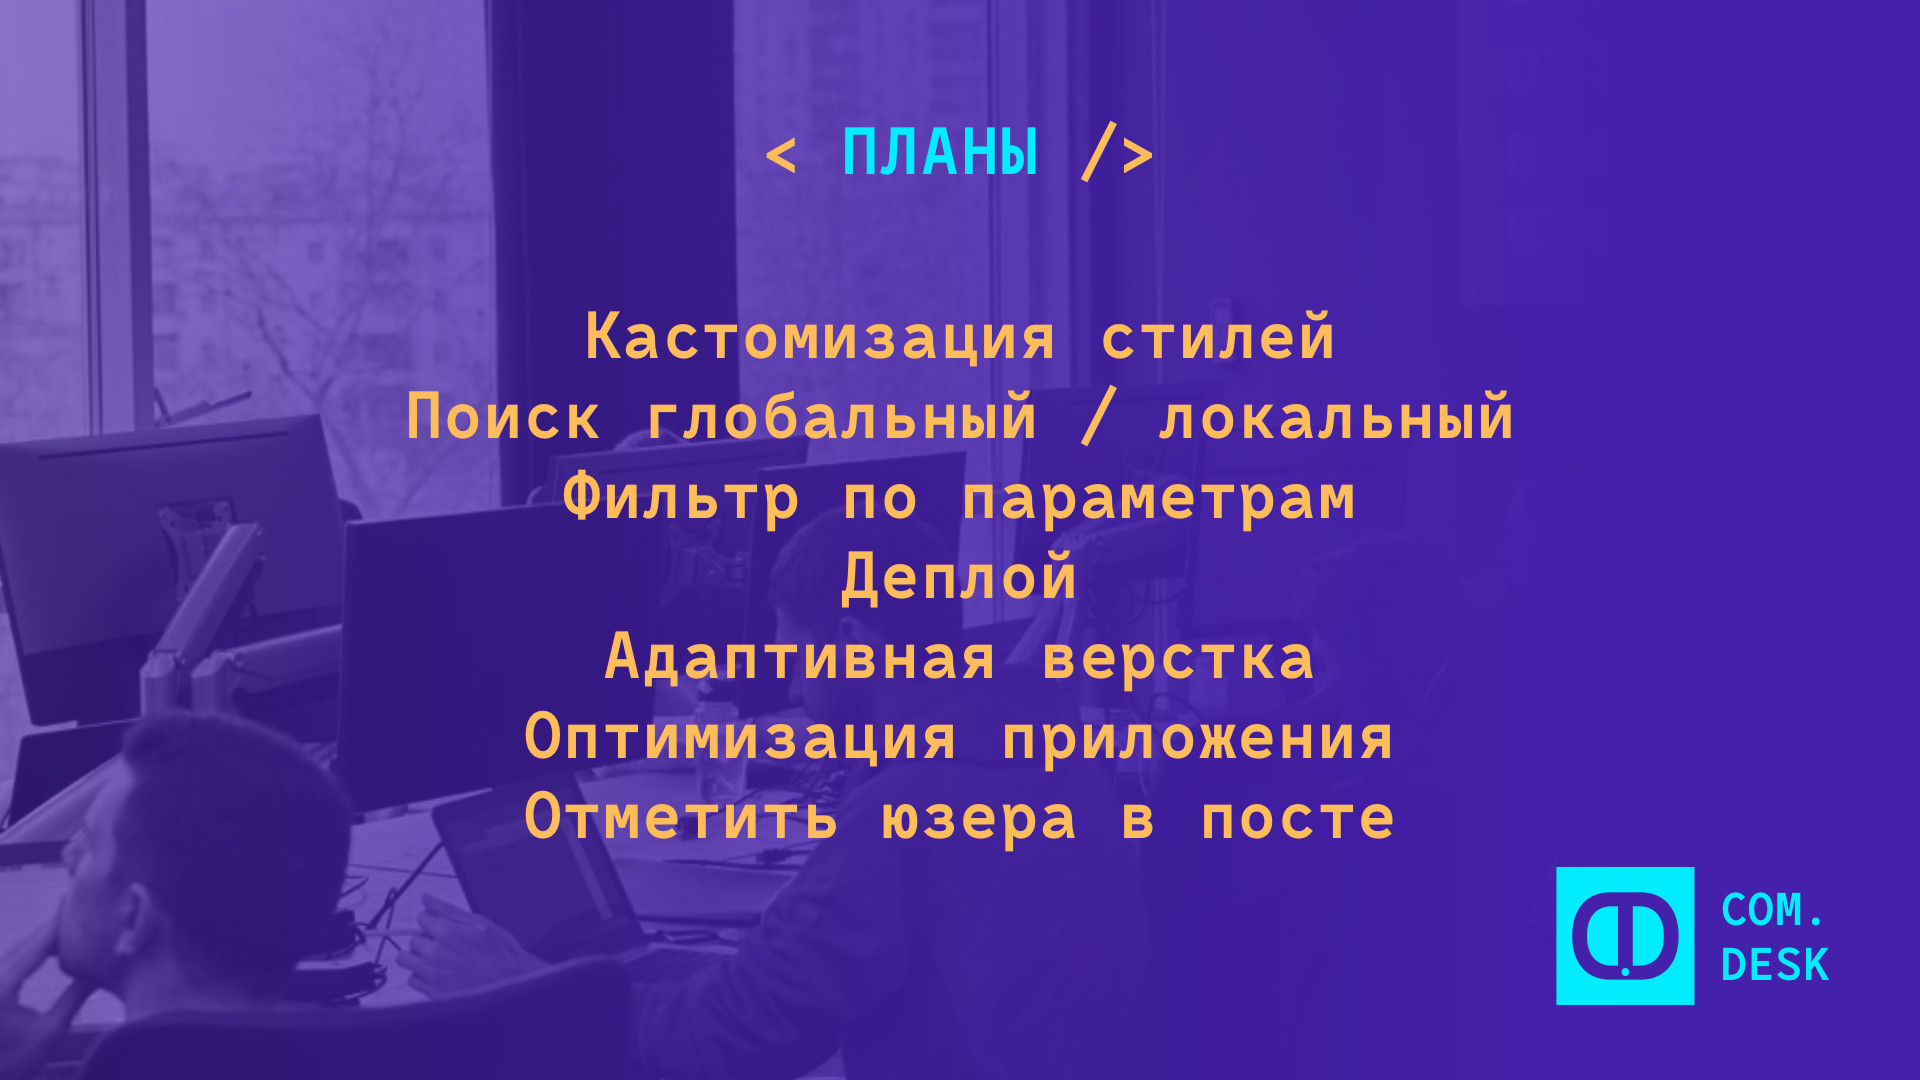 < ПЛАНЫ />
Кастомизация стилей
Поиск глобальный / локальный
Фильтр по параметрам
Деплой
Адаптивная верстка
Оптимизация приложения
Отметить юзера в посте
COM.
DESK